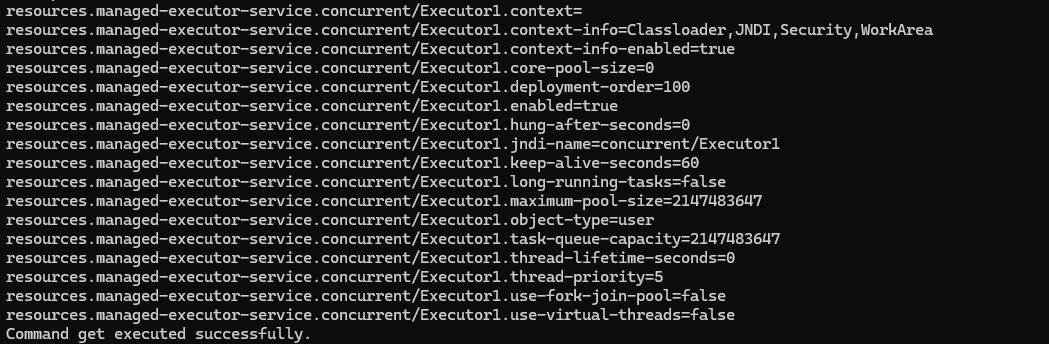 resources.managed-executor-service.concurrent/Executor1.context=
resources.managed-executor-service.concurrent/Executor1.context-info=Classloader,JNDI,Security,WorkArea
resources.managed-executor-service.concurrent/Executor1.context-info-enabled=true
resources.managed-executor-service.concurrent/Executor1.core-pool-size=0
resources.managed-executor-service.concurrent/Executor1.deployment-order=100
resources.managed-executor-service.concurrent/Executor1.enabled=true
resources.managed-executor-service.concurrent/Executor1.hung-after-seconds=0
resources.managed-executor-service.concurrent/Executor1.jndi-name=concurrent/Executor1
resources.managed-executor-service.concurrent/Executor1.keep-alive-seconds=60
resources.managed-executor-service.concurrent/Executor1.long-running-tasks=false
resources.managed-executor-service.concurrent/Executor1.maximum-pool-size=2147483647
resources.managed-executor-service.concurrent/Executor1.object-type=user
resources.managed-executor-service.concurrent/Executor1.task-queue-capacity=2147483647
resources.managed-executor-service.concurrent/Executor1.thread-lifetime-seconds=0
resources.managed-executor-service.concurrent/Executor1.thread-priority=5
resources.managed-executor-service.concurrent/Executor1.use-fork-join-pool=false
resources.managed-executor-service.concurrent/Executor1.use-virtual-threads=false
Command get executed successfully.